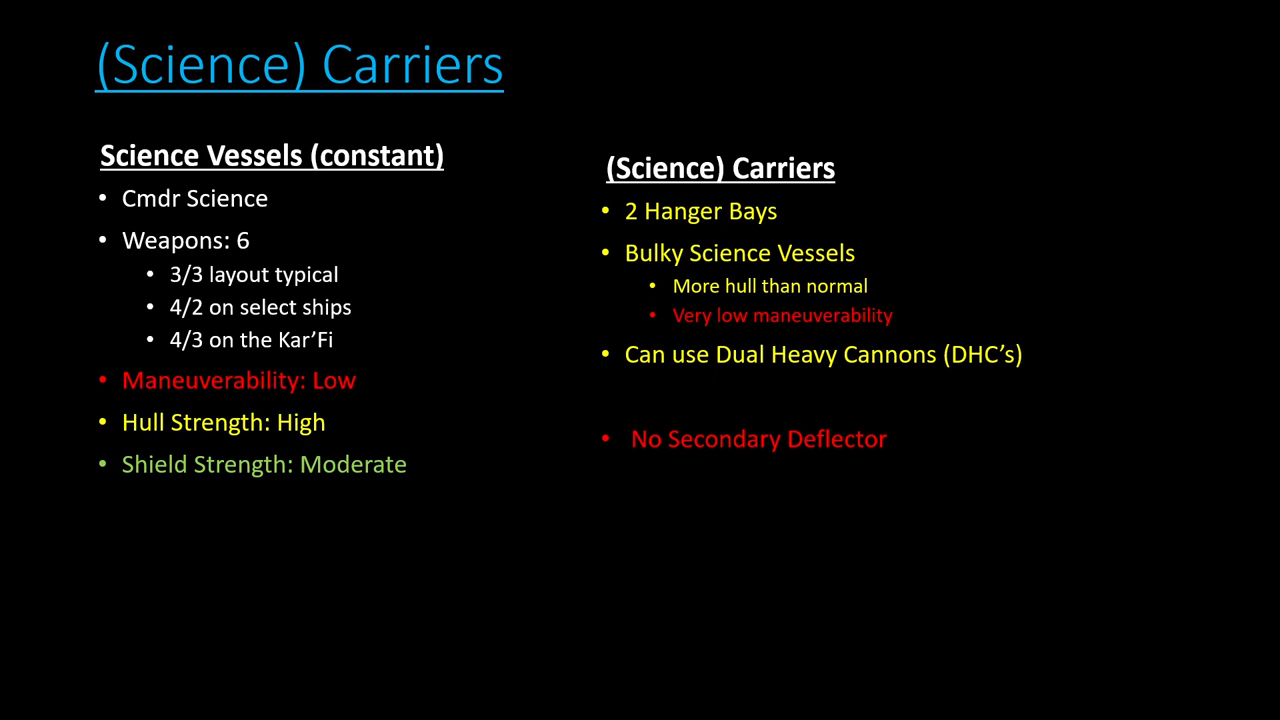 (Science) Carriers
Science Vessels (constant)
• Cmdr Science
• Weapons: 6
• 3/3 layout typical
• 4/2 on select ships
• 4/3 on the Kar’Fi
• Maneuverability: Low
• Hull Strength: High
• Shield Strength: Moderate
(Science) Carriers
• 2 Hanger Bays
• Bulky Science Vessels
• More hull than normal
• Very low maneuverability
• Can use Dual Heavy Cannons (DHC’s)
• No Secondary Deflector